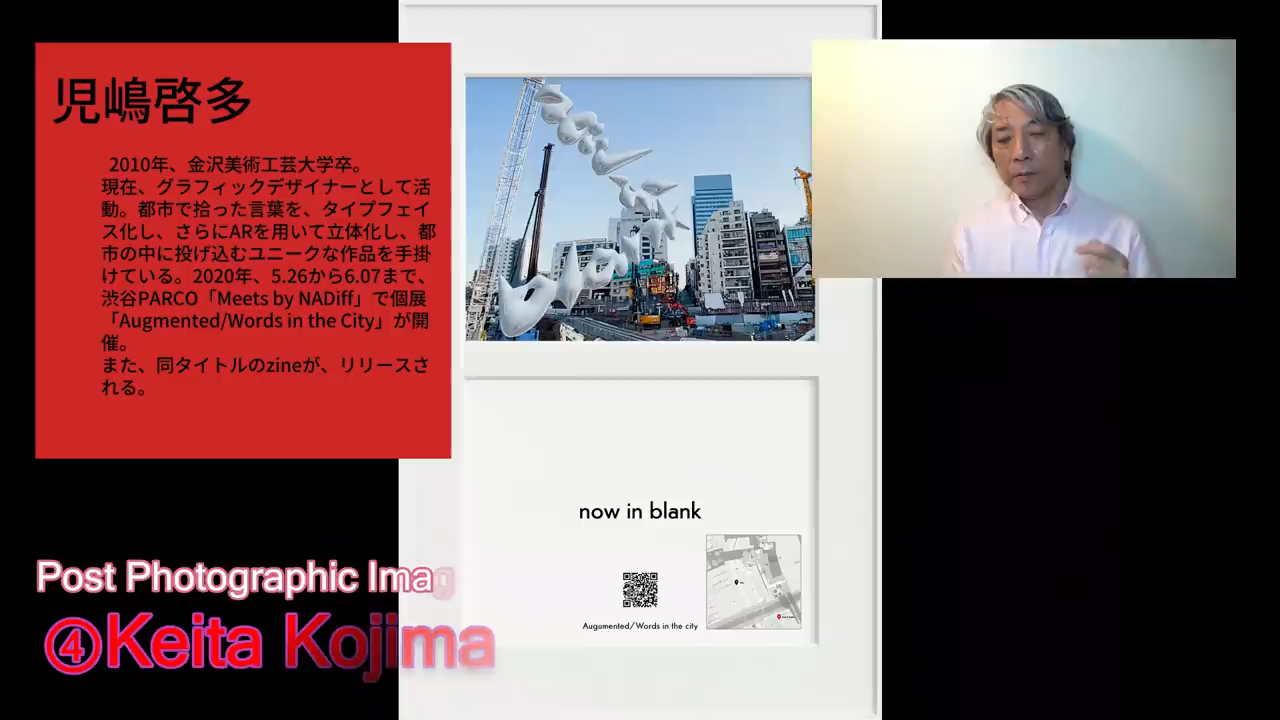 児嶋啓多
2010年、金沢美術工芸大学卒。
現在、グラフィックデザイナーとして活
動。都市で拾った言葉を、タイプフェイ
ス化し、さらにARを用いて立体化し、都
市の中に投げ込むユニークな作品を手掛
けている。2020年、5.26から6.07まで、
渋谷PARCO「Meets by NADiff」で個展
「Augmented/Words in the City」が開
催。
また、同タイトルのzineが、リリースさ
れる。
now in blank
Augumented/Words in the city
Post Photographic Imag
④Keita Kojima